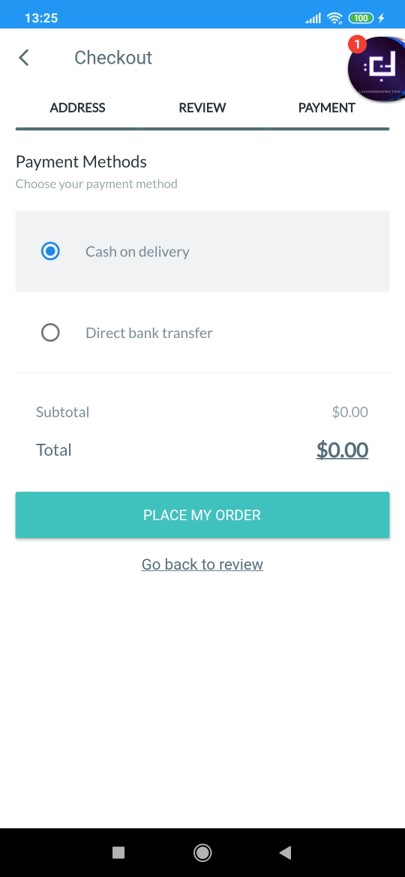 13:25
100
Checkout
1
ADDRESS REVIEW PAYMENT
Payment Methods
Choose your payment method
Cash on delivery
Direct bank transfer
Subtotal $0.00
Total $0.00
PLACE MY ORDER
Go back to review